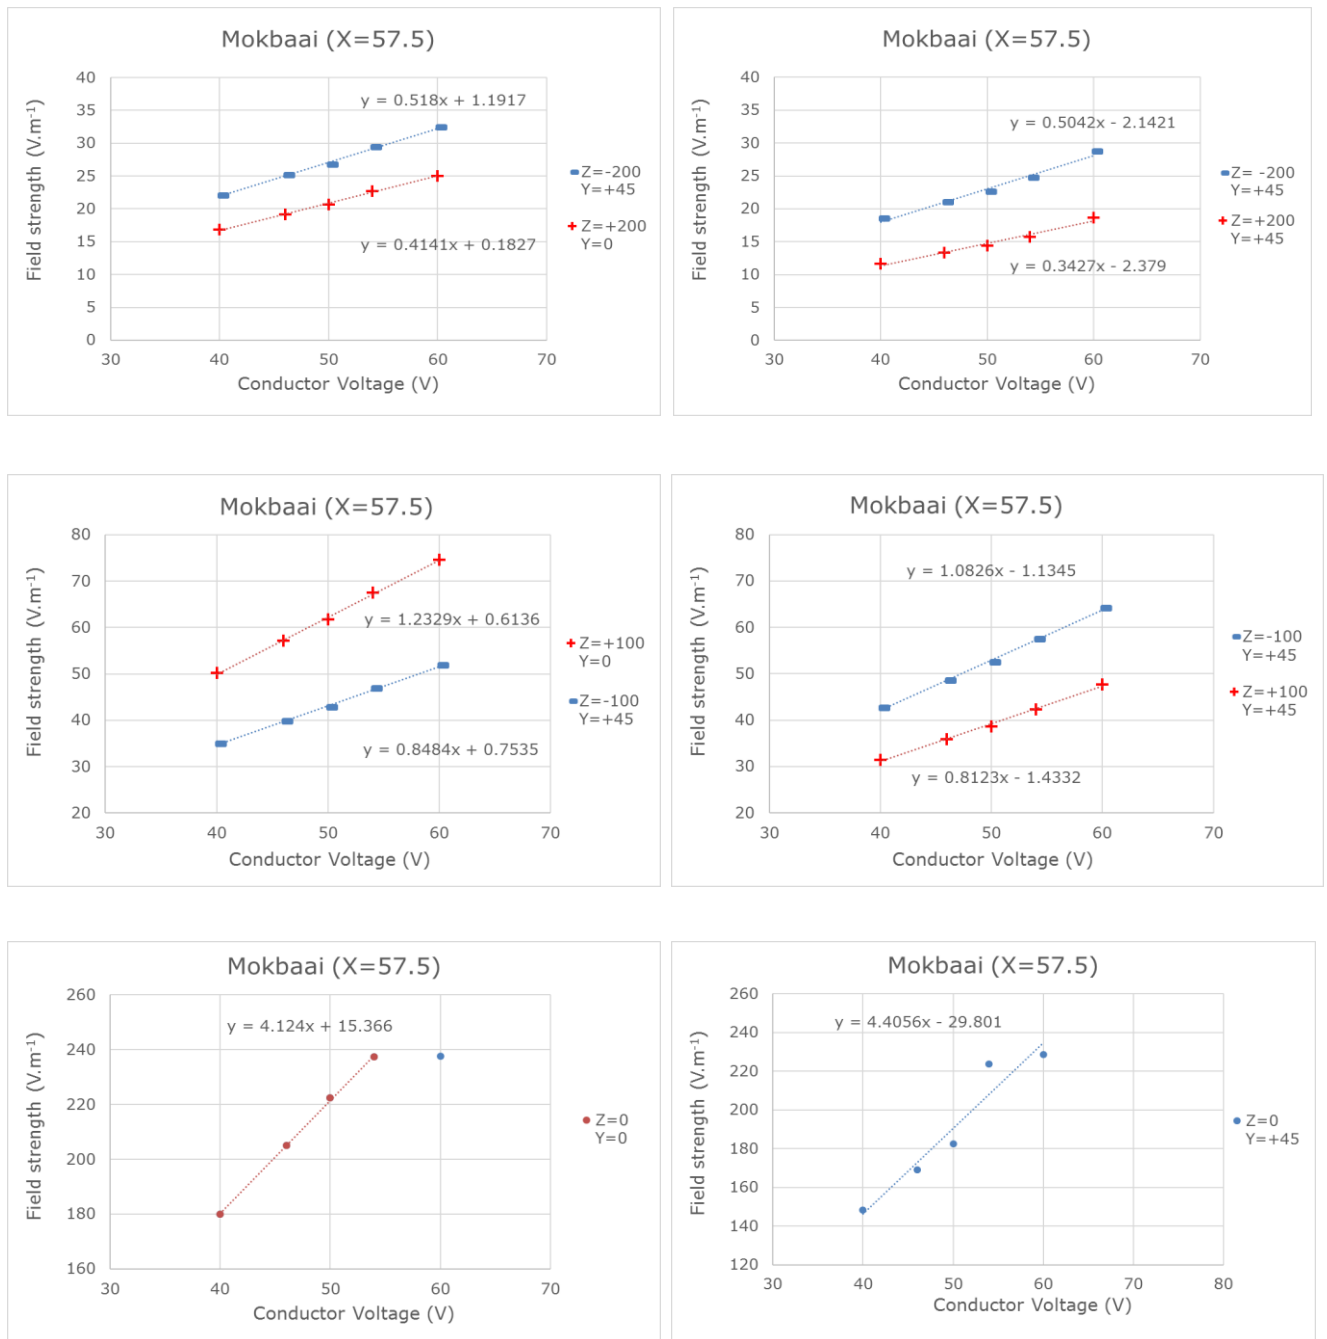 Mokbaai (X=57.5)
Field strength (V.m⁻¹)
40
35
30
25
20
15
10
5
0
y = 0.518x + 1.1917
y = 0.4141x + 0.1827
Z=-200
Y=+45
Z=+200
Y=0
30 40 50 60 70
Conductor Voltage (V)
Mokbaai (X=57.5)
Field strength (V.m⁻¹)
40
35
30
25
20
15
10
5
0
y = 0.5042x - 2.1421
y = 0.3427x - 2.379
Z= -200
Y=+45
Z=+200
Y=+45
30 40 50 60 70
Conductor Voltage (V)
Mokbaai (X=57.5)
Field strength (V.m⁻¹)
80
70
60
50
40
30
20
y = 1.2329x + 0.6136
y = 0.8484x + 0.7535
Z=+100
Y=0
Z=-100
Y=+45
30 40 50 60 70
Conductor Voltage (V)
Mokbaai (X=57.5)
Field strength (V.m⁻¹)
80
70
60
50
40
30
20
y = 1.0826x - 1.1345
y = 0.8123x - 1.4332
Z=-100
Y=+45
Z=+100
Y=+45
30 40 50 60 70
Conductor Voltage (V)
Mokbaai (X=57.5)
Field strength (V.m⁻¹)
260
240
220
200
180
160
y = 4.124x + 15.366
Z=0
Y=0
30 40 50 60 70
Conductor Voltage (V)
Mokbaai (X=57.5)
Field strength (V.m⁻¹)
260
240
220
200
180
160
140
120
y = 4.4056x - 29.801
Z=0
Y=+45
30 40 50 60 70 80
Conductor Voltage (V)